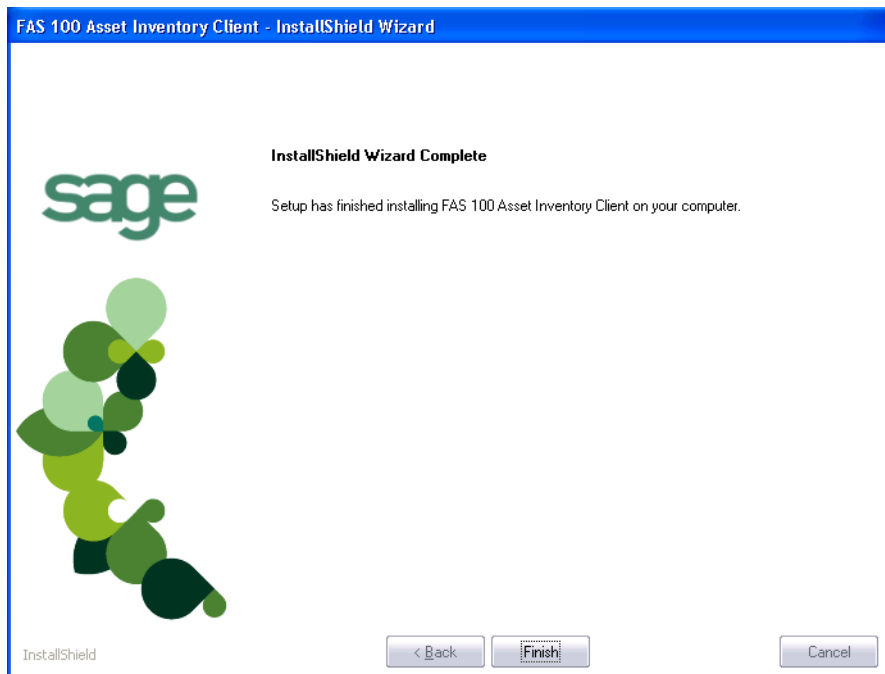 FAS 100 Asset Inventory Client - InstallShield Wizard
InstallShield Wizard Complete
sage
Setup has finished installing FAS 100 Asset Inventory Client on your computer.
InstallShield
< Back
Finish
Cancel